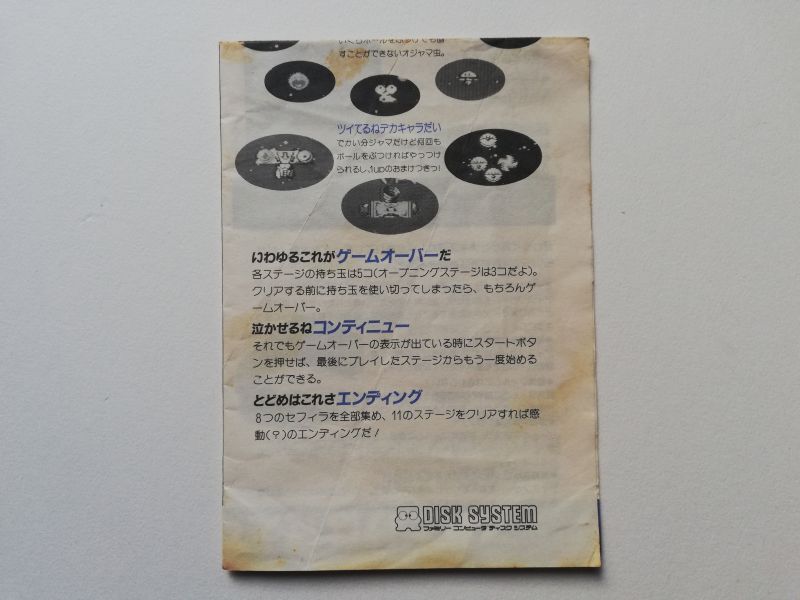 すことができないオジャマ虫。
ツイてるねデカキャラだい
でかい分ジャマだけど何回も
ボールをぶつければやっつけ
られるし、1upのおまけつきっ!
いわゆるこれがゲームオーバーだ
各ステージの持ち玉は5コ(オープニングステージは3コだよ)。
クリアする前に持ち玉を使い切ってしまったら、もちろんゲ
ームオーバー。
泣かせるねコンティニュー
それでもゲームオーバーの表示が出ている時にスタートボタ
ンを押せば、最後にプレイしたステージからもう一度始める
ことができる。
とどめはこれさエンディング
8つのセフィラを全部集め、11のステージをクリアすれば感
動(?)のエンディングだ!
DISK SYSTEM
ファミリー コンピュータ ディスク システム